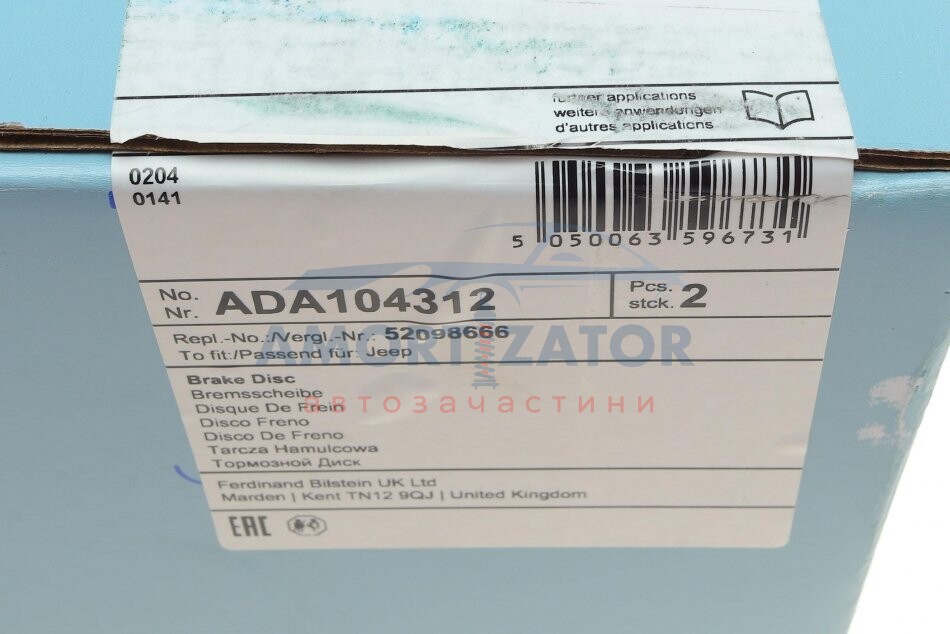 further applications
weitere anwendungen
d'autres applications
0204
0141
5 050063 596731
No. Nr. ADA104312
Pcs. stck. 2
Repl.-No.:/Vergl.-Nr.: 52098666
To fit:/Passend für: Jeep
AMORTIZATOR
автозачастини
Brake Disc
Bremsscheibe
Disque De Frein
Disco Freno
Disco De Freno
Tarcza Hamulcowa
Тормозной Диск
Ferdinand Bilstein UK Ltd
Marden | Kent TN12 9QJ | United Kingdom
EAC